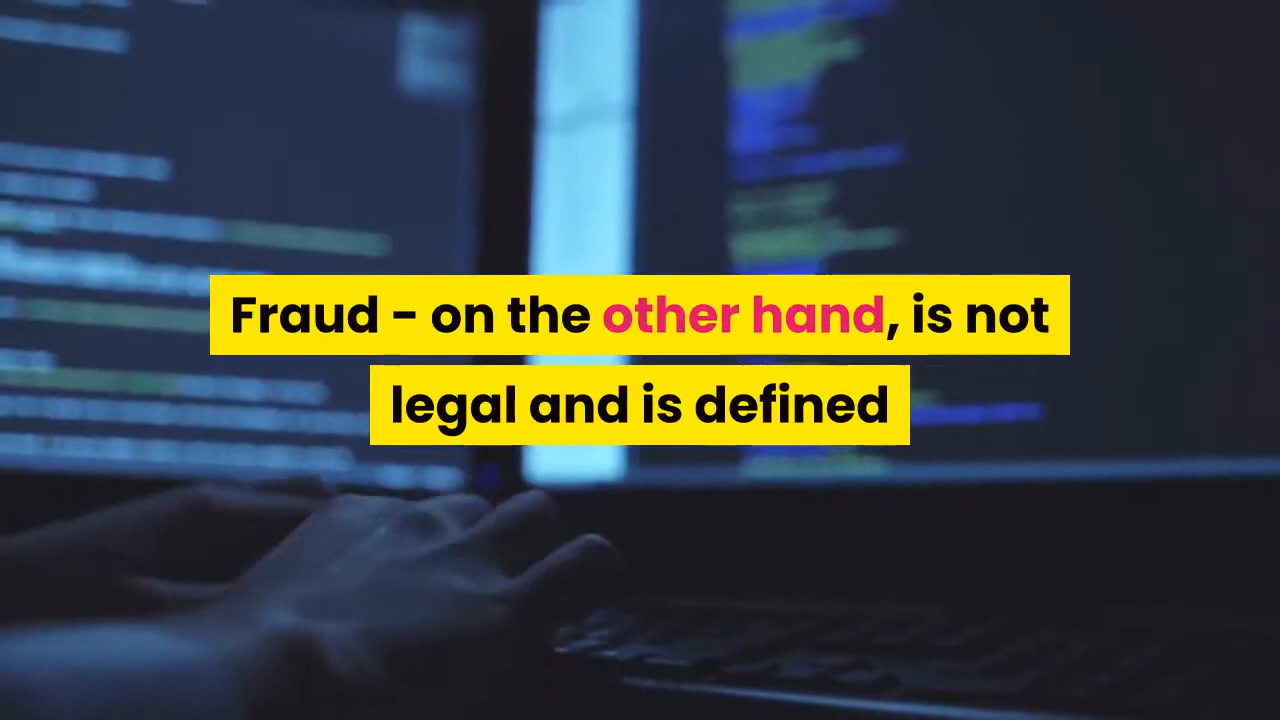 Fraud - on the other hand, is not
legal and is defined